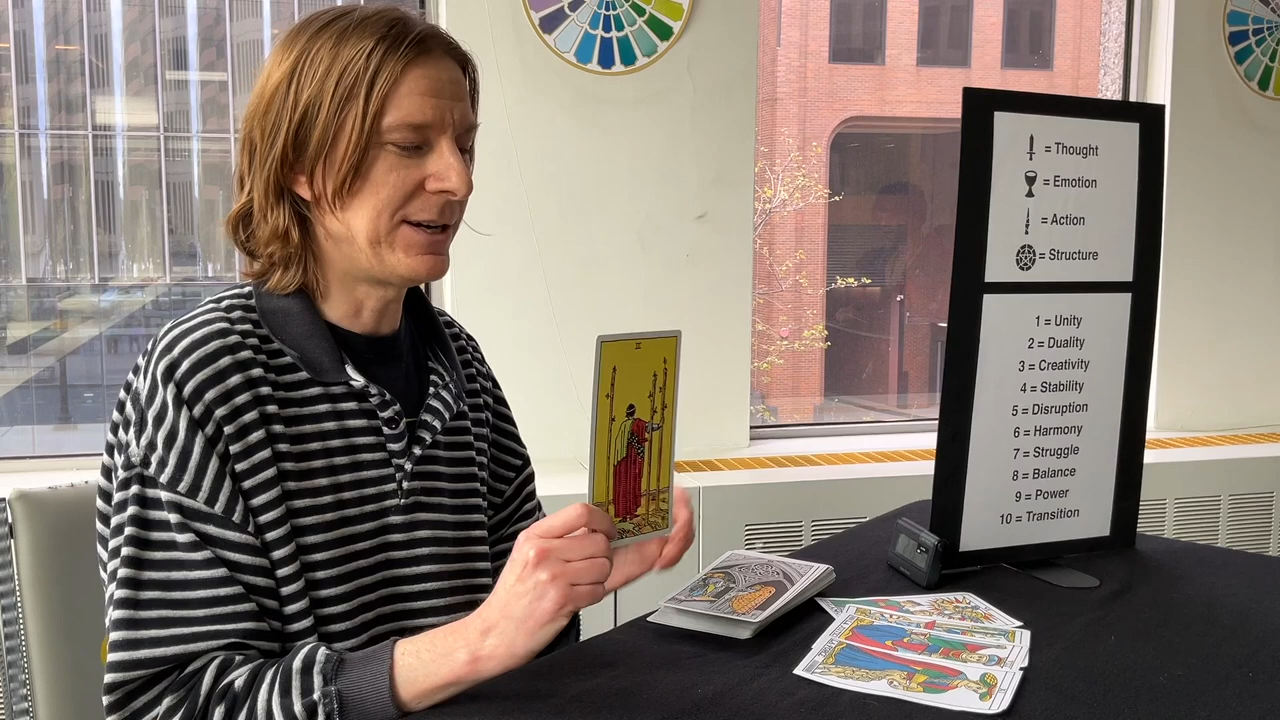 III
= Thought
= Emotion
= Action
= Structure
1 = Unity
2 = Duality
3 = Creativity
4 = Stability
5 = Disruption
6 = Harmony
7 = Struggle
8 = Balance
9 = Power
10 = Transition